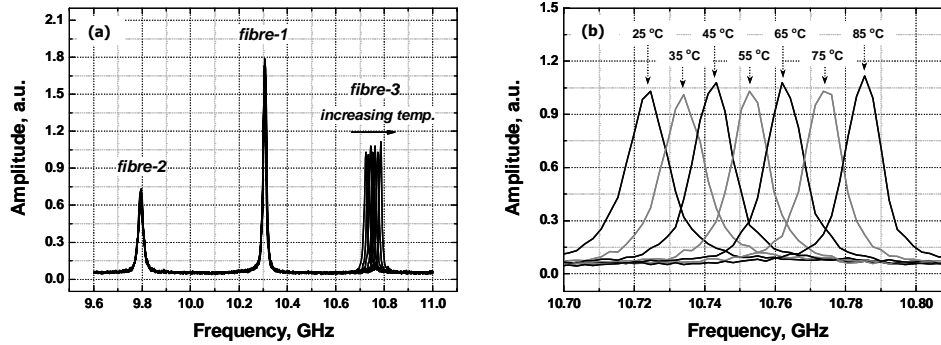 (a)
fibre-1
fibre-2
fibre-3
increasing temp.
2.1
1.8
1.5
1.2
0.9
0.6
0.3
0.0
Amplitude, a.u.
9.6 9.8 10.0 10.2 10.4 10.6 10.8 11.0
Frequency, GHz
(b)
25 °C 45 °C 65 °C 85 °C
35 °C 55 °C 75 °C
1.5
1.2
0.9
0.6
0.3
0.0
Amplitude, a.u.
10.70 10.72 10.74 10.76 10.78 10.80
Frequency, GHz